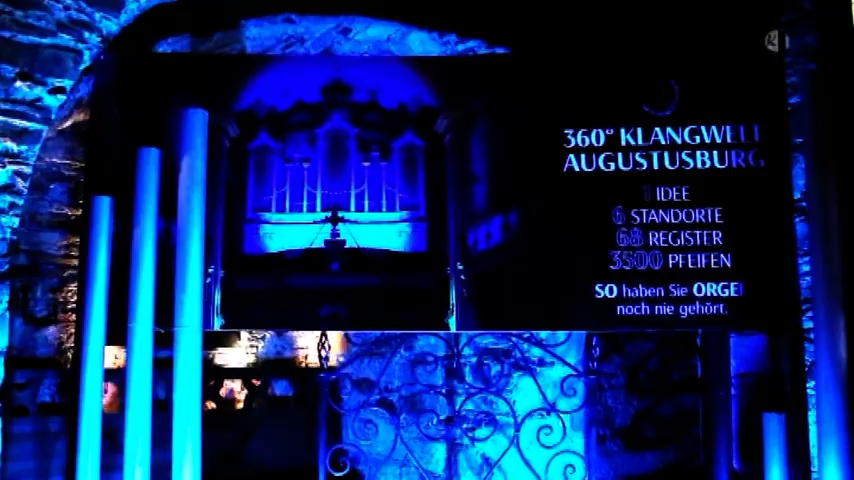 360° KLANGWELT
AUGUSTUSBURG
1 IDEE
6 STANDORTE
68 REGISTER
3500 PFEIFEN
SO haben Sie ORGEL
noch nie gehört.